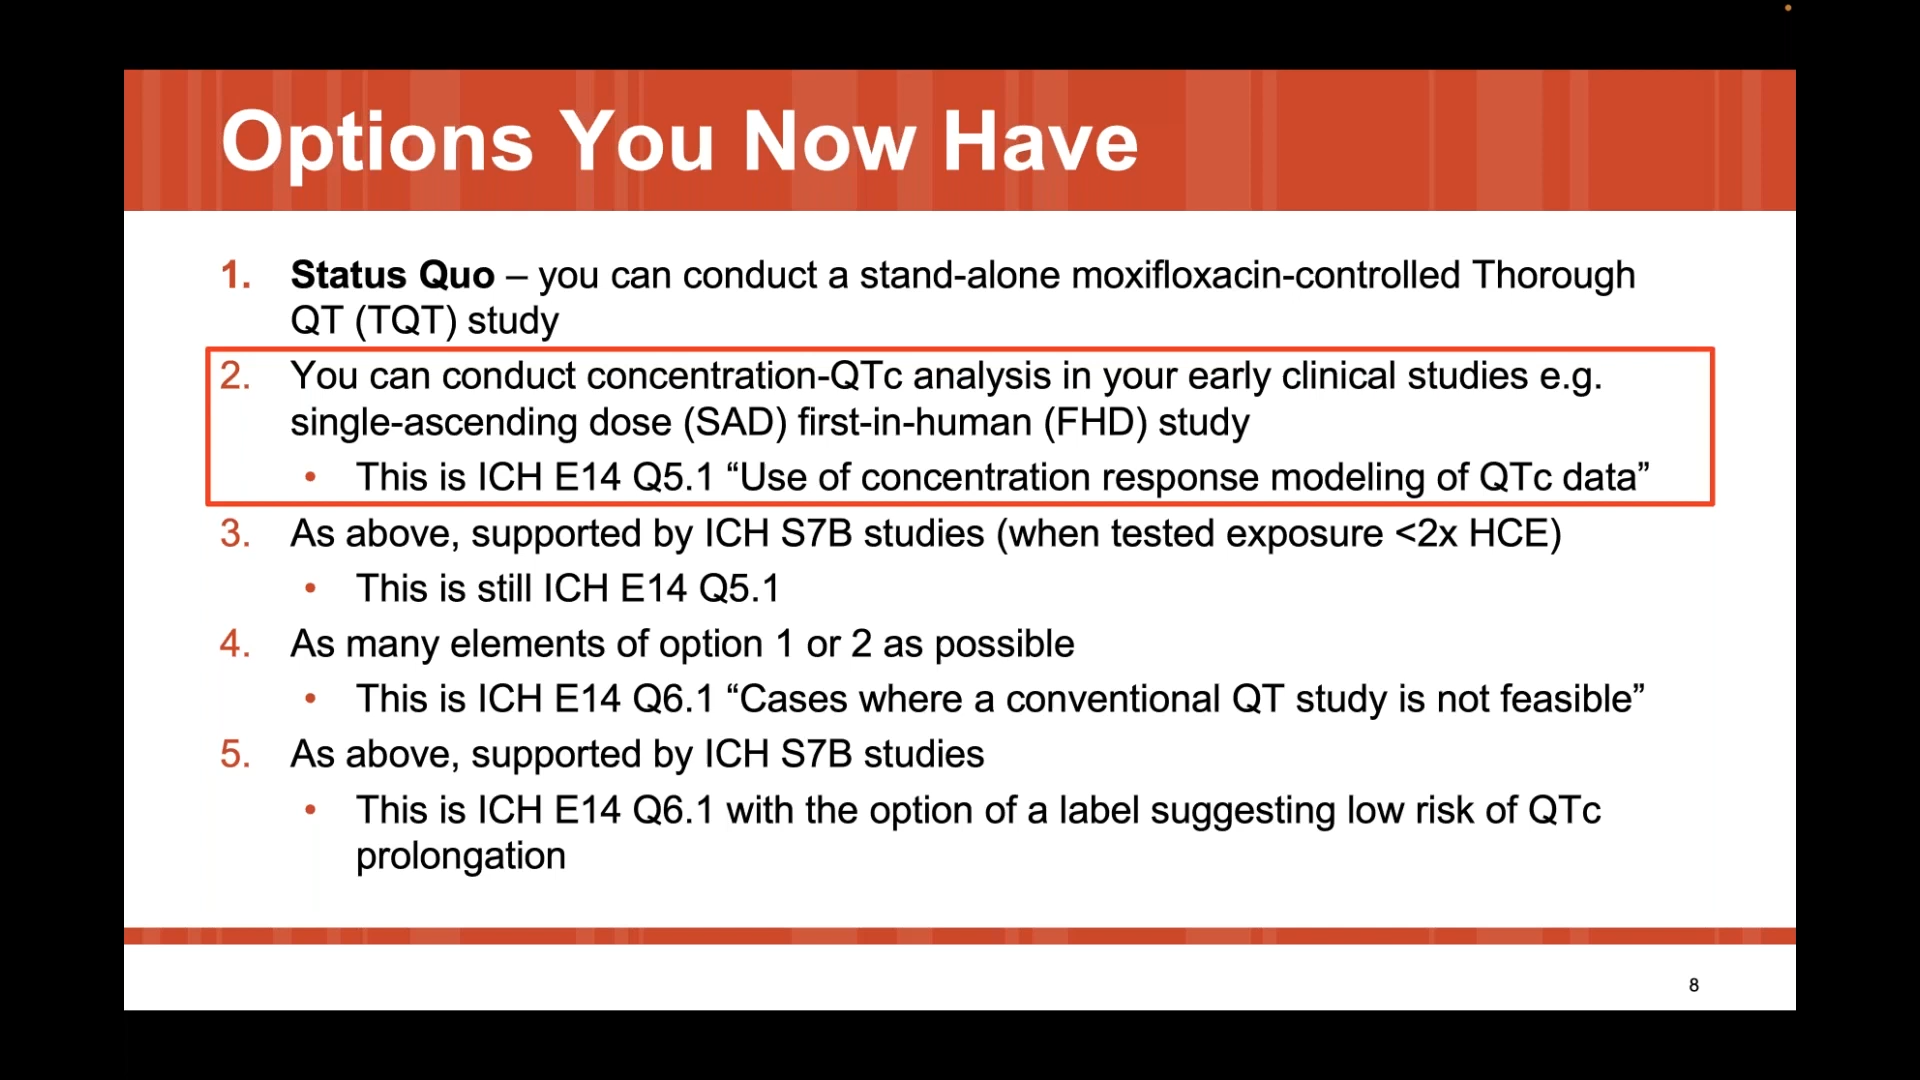 Options You Now Have
1. Status Quo – you can conduct a stand-alone moxifloxacin-controlled Thorough
QT (TQT) study
2. You can conduct concentration-QTc analysis in your early clinical studies e.g.
single-ascending dose (SAD) first-in-human (FHD) study
• This is ICH E14 Q5.1 “Use of concentration response modeling of QTc data”
3. As above, supported by ICH S7B studies (when tested exposure <2x HCE)
• This is still ICH E14 Q5.1
4. As many elements of option 1 or 2 as possible
• This is ICH E14 Q6.1 “Cases where a conventional QT study is not feasible”
5. As above, supported by ICH S7B studies
• This is ICH E14 Q6.1 with the option of a label suggesting low risk of QTc
prolongation
8